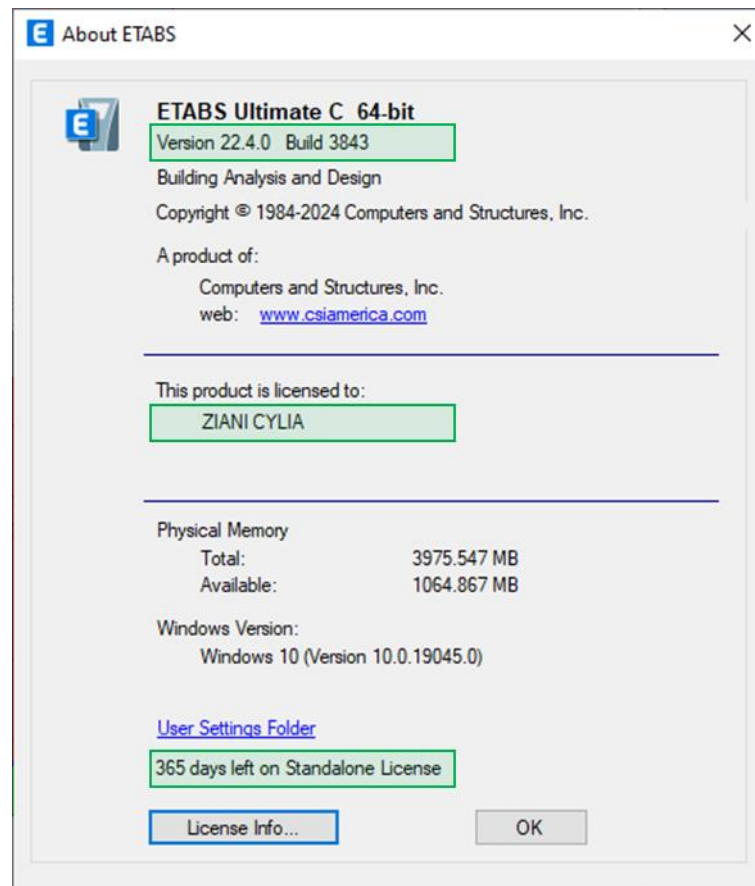 E About ETABS
E
ETABS Ultimate C 64-bit
Version 22.4.0 Build 3843
Building Analysis and Design
Copyright © 1984-2024 Computers and Structures, Inc.
A product of:
Computers and Structures, Inc.
web: www.csiamerica.com
This product is licensed to:
ZIANI CYLIA
Physical Memory
Total: 3975.547 MB
Available: 1064.867 MB
Windows Version:
Windows 10 (Version 10.0.19045.0)
User Settings Folder
365 days left on Standalone License
License Info... OK